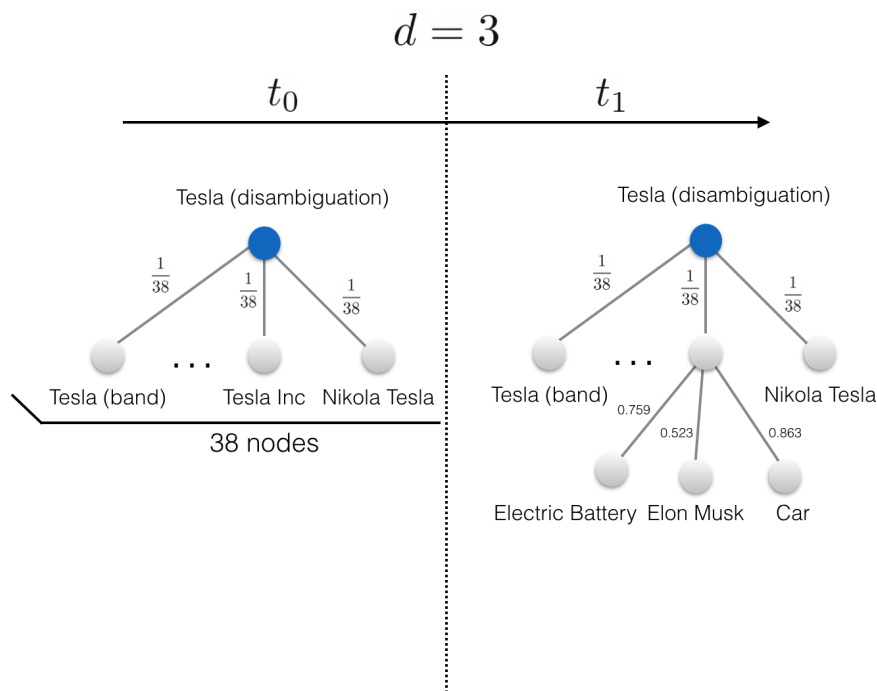 d = 3
t₀
t₁
Tesla (disambiguation)
1/38
1/38
1/38
. . .
Tesla (band)
Tesla Inc
Nikola Tesla
38 nodes
Tesla (disambiguation)
1/38
1/38
1/38
. . .
Tesla (band)
Nikola Tesla
0.759
0.523
0.863
Electric Battery
Elon Musk
Car